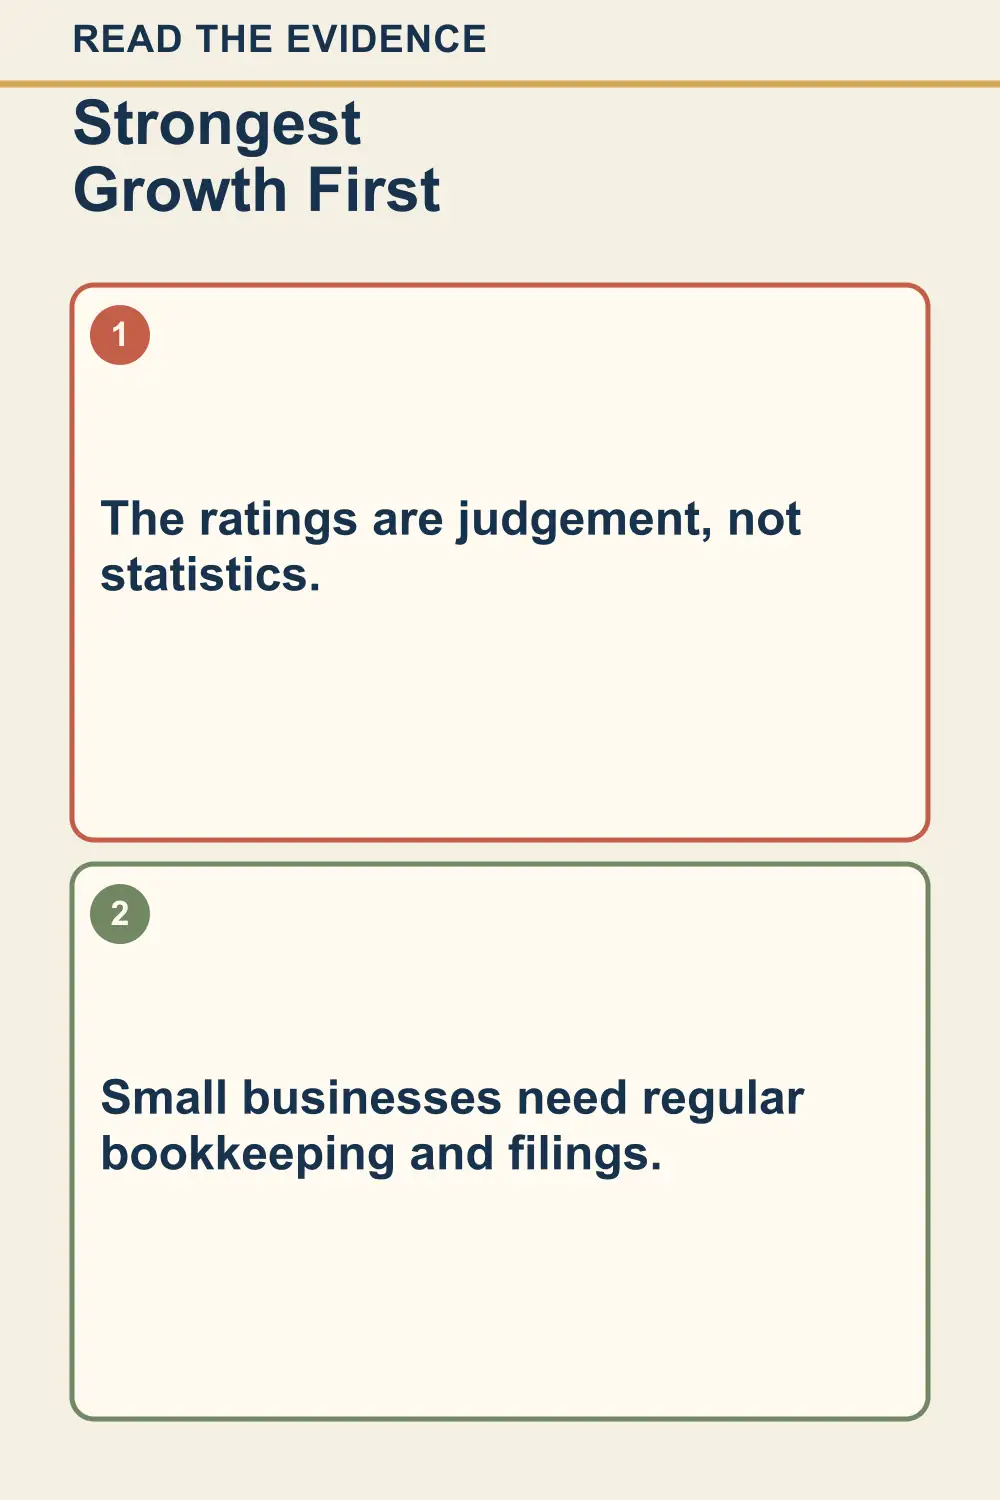 READ THE EVIDENCE
Strongest
Growth First
1
The ratings are judgement, not
statistics.
2
Small businesses need regular
bookkeeping and filings.